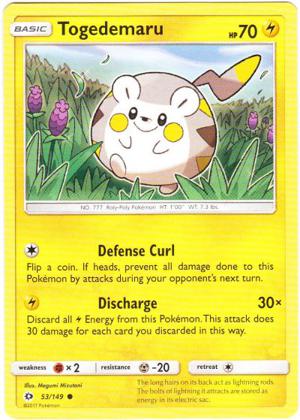 BASIC Togedemaru HP 70
NO. 777 Roly-Poly Pokémon HT: 1'00" WT: 7.3 lbs.
Defense Curl
Flip a coin. If heads, prevent all damage done to this
Pokémon by attacks during your opponent's next turn.
Discharge 30×
Discard all Energy from this Pokémon. This attack does
30 damage for each card you discarded in this way.
weakness × 2 resistance -20 retreat
Illus. Megumi Mizutani
53/149
©2017 Pokémon
The long hairs on its back act as lightning rods.
The bolts of lightning it attracts are stored as
energy in its electric sac.